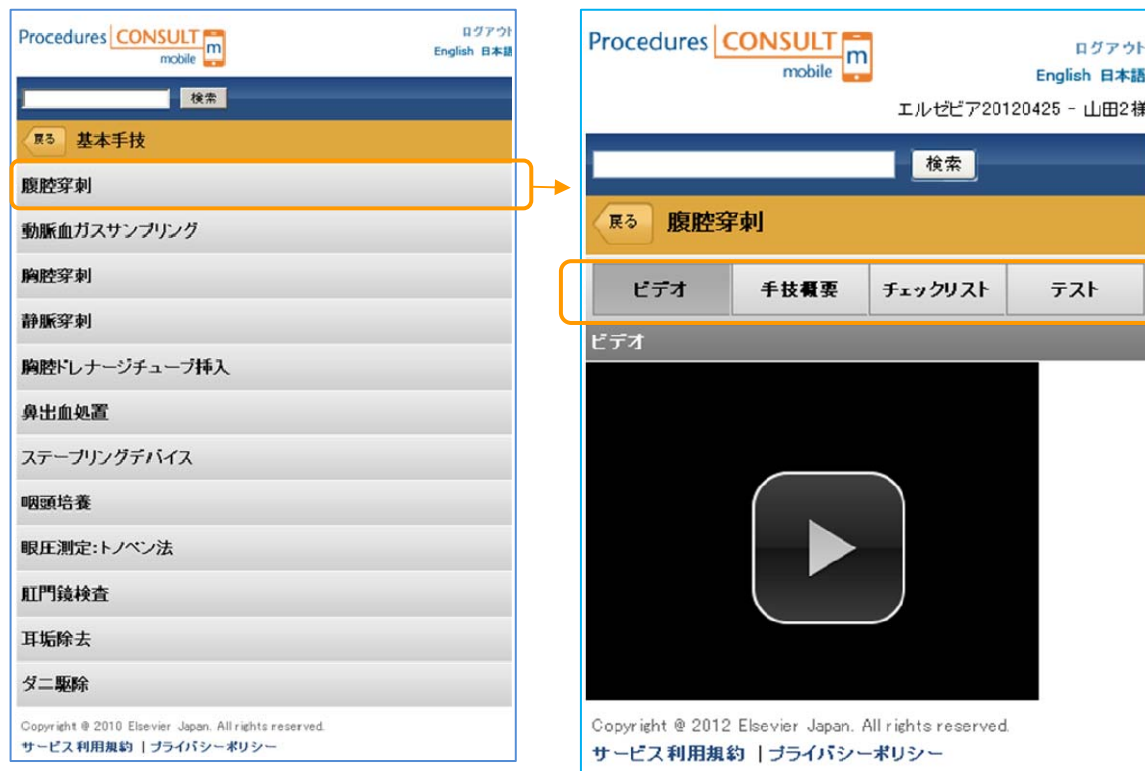 Procedures CONSULT
mobile
m
ログアウト
English 日本語
検索
戻る 基本手技
腹腔穿刺
動脈血ガスサンプリング
胸腔穿刺
静脈穿刺
胸腔ドレナージチューブ挿入
鼻出血処置
ステープリングデバイス
咽頭培養
眼圧測定:トノペン法
肛門鏡検査
耳垢除去
ダニ駆除
Copyright @ 2010 Elsevier Japan. All rights reserved.
サービス利用規約 | プライバシーポリシー
Procedures CONSULT
mobile
m
ログアウト
English 日本語
エルゼビア20120425 - 山田2様
検索
戻る 腹腔穿刺
ビデオ 手技概要 チェックリスト テスト
ビデオ
Copyright @ 2012 Elsevier Japan. All rights reserved.
サービス利用規約 | プライバシーポリシー